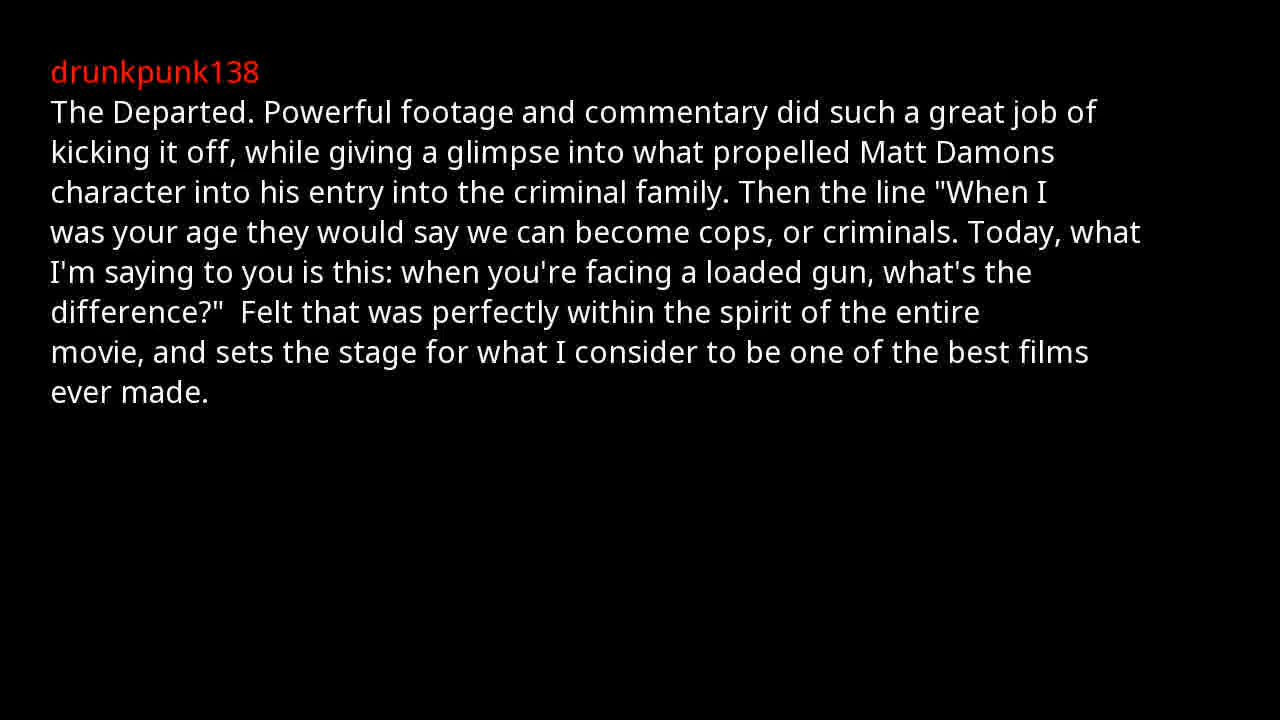 drunkpunk138
The Departed. Powerful footage and commentary did such a great job of
kicking it off, while giving a glimpse into what propelled Matt Damons
character into his entry into the criminal family. Then the line "When I
was your age they would say we can become cops, or criminals. Today, what
I'm saying to you is this: when you're facing a loaded gun, what's the
difference?"  Felt that was perfectly within the spirit of the entire
movie, and sets the stage for what I consider to be one of the best films
ever made.